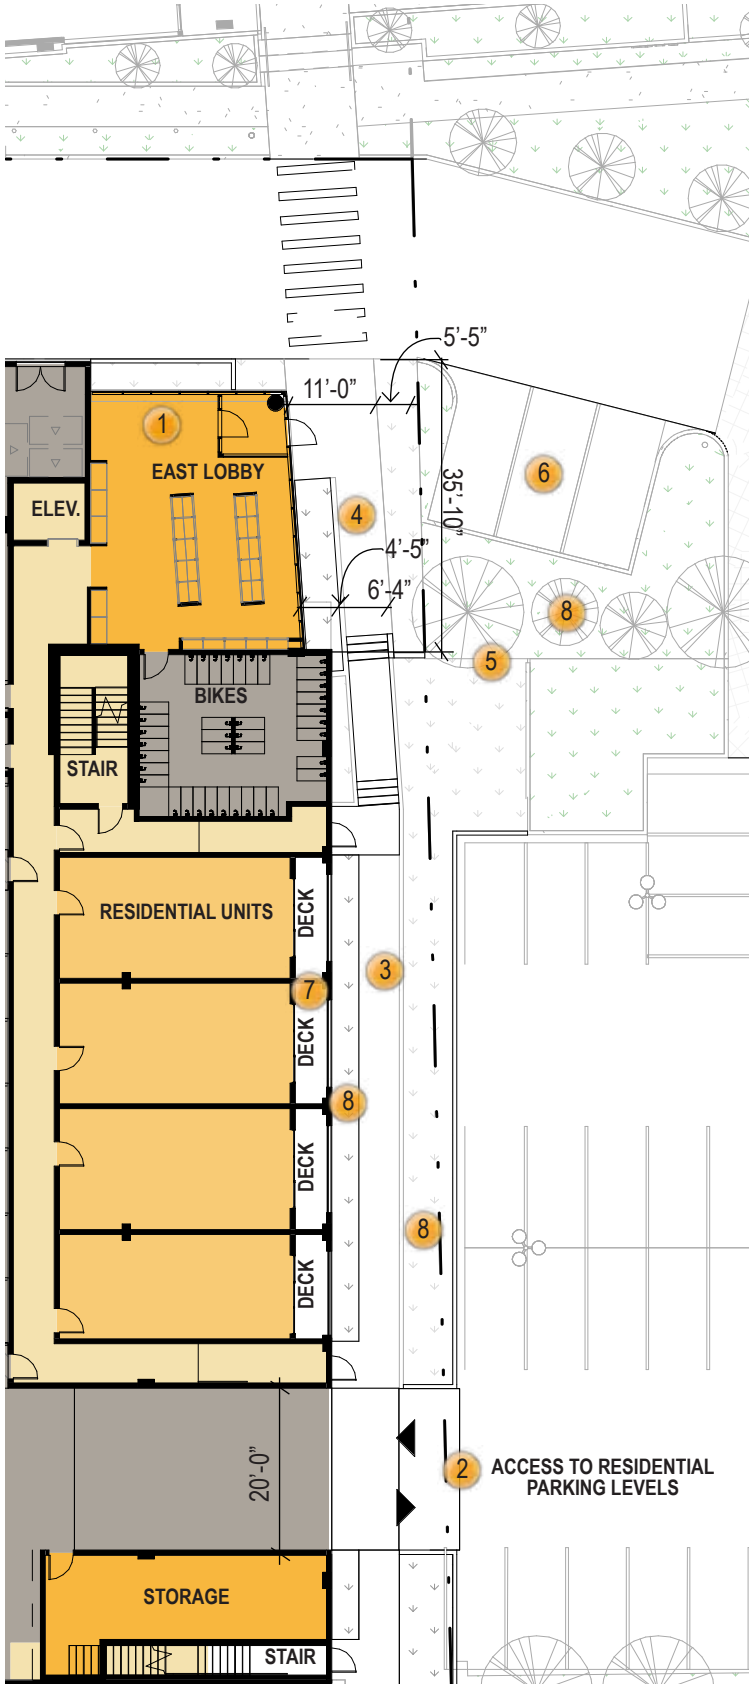 5'-5"
11'-0"
1
EAST LOBBY
6
35'-10"
ELEV.
4
4'-5"
6'-4"
8
5
BIKES
STAIR
RESIDENTIAL UNITS
DECK
3
7
DECK
8
DECK
8
DECK
20'-0"
2
ACCESS TO RESIDENTIAL
PARKING LEVELS
STORAGE
STAIR